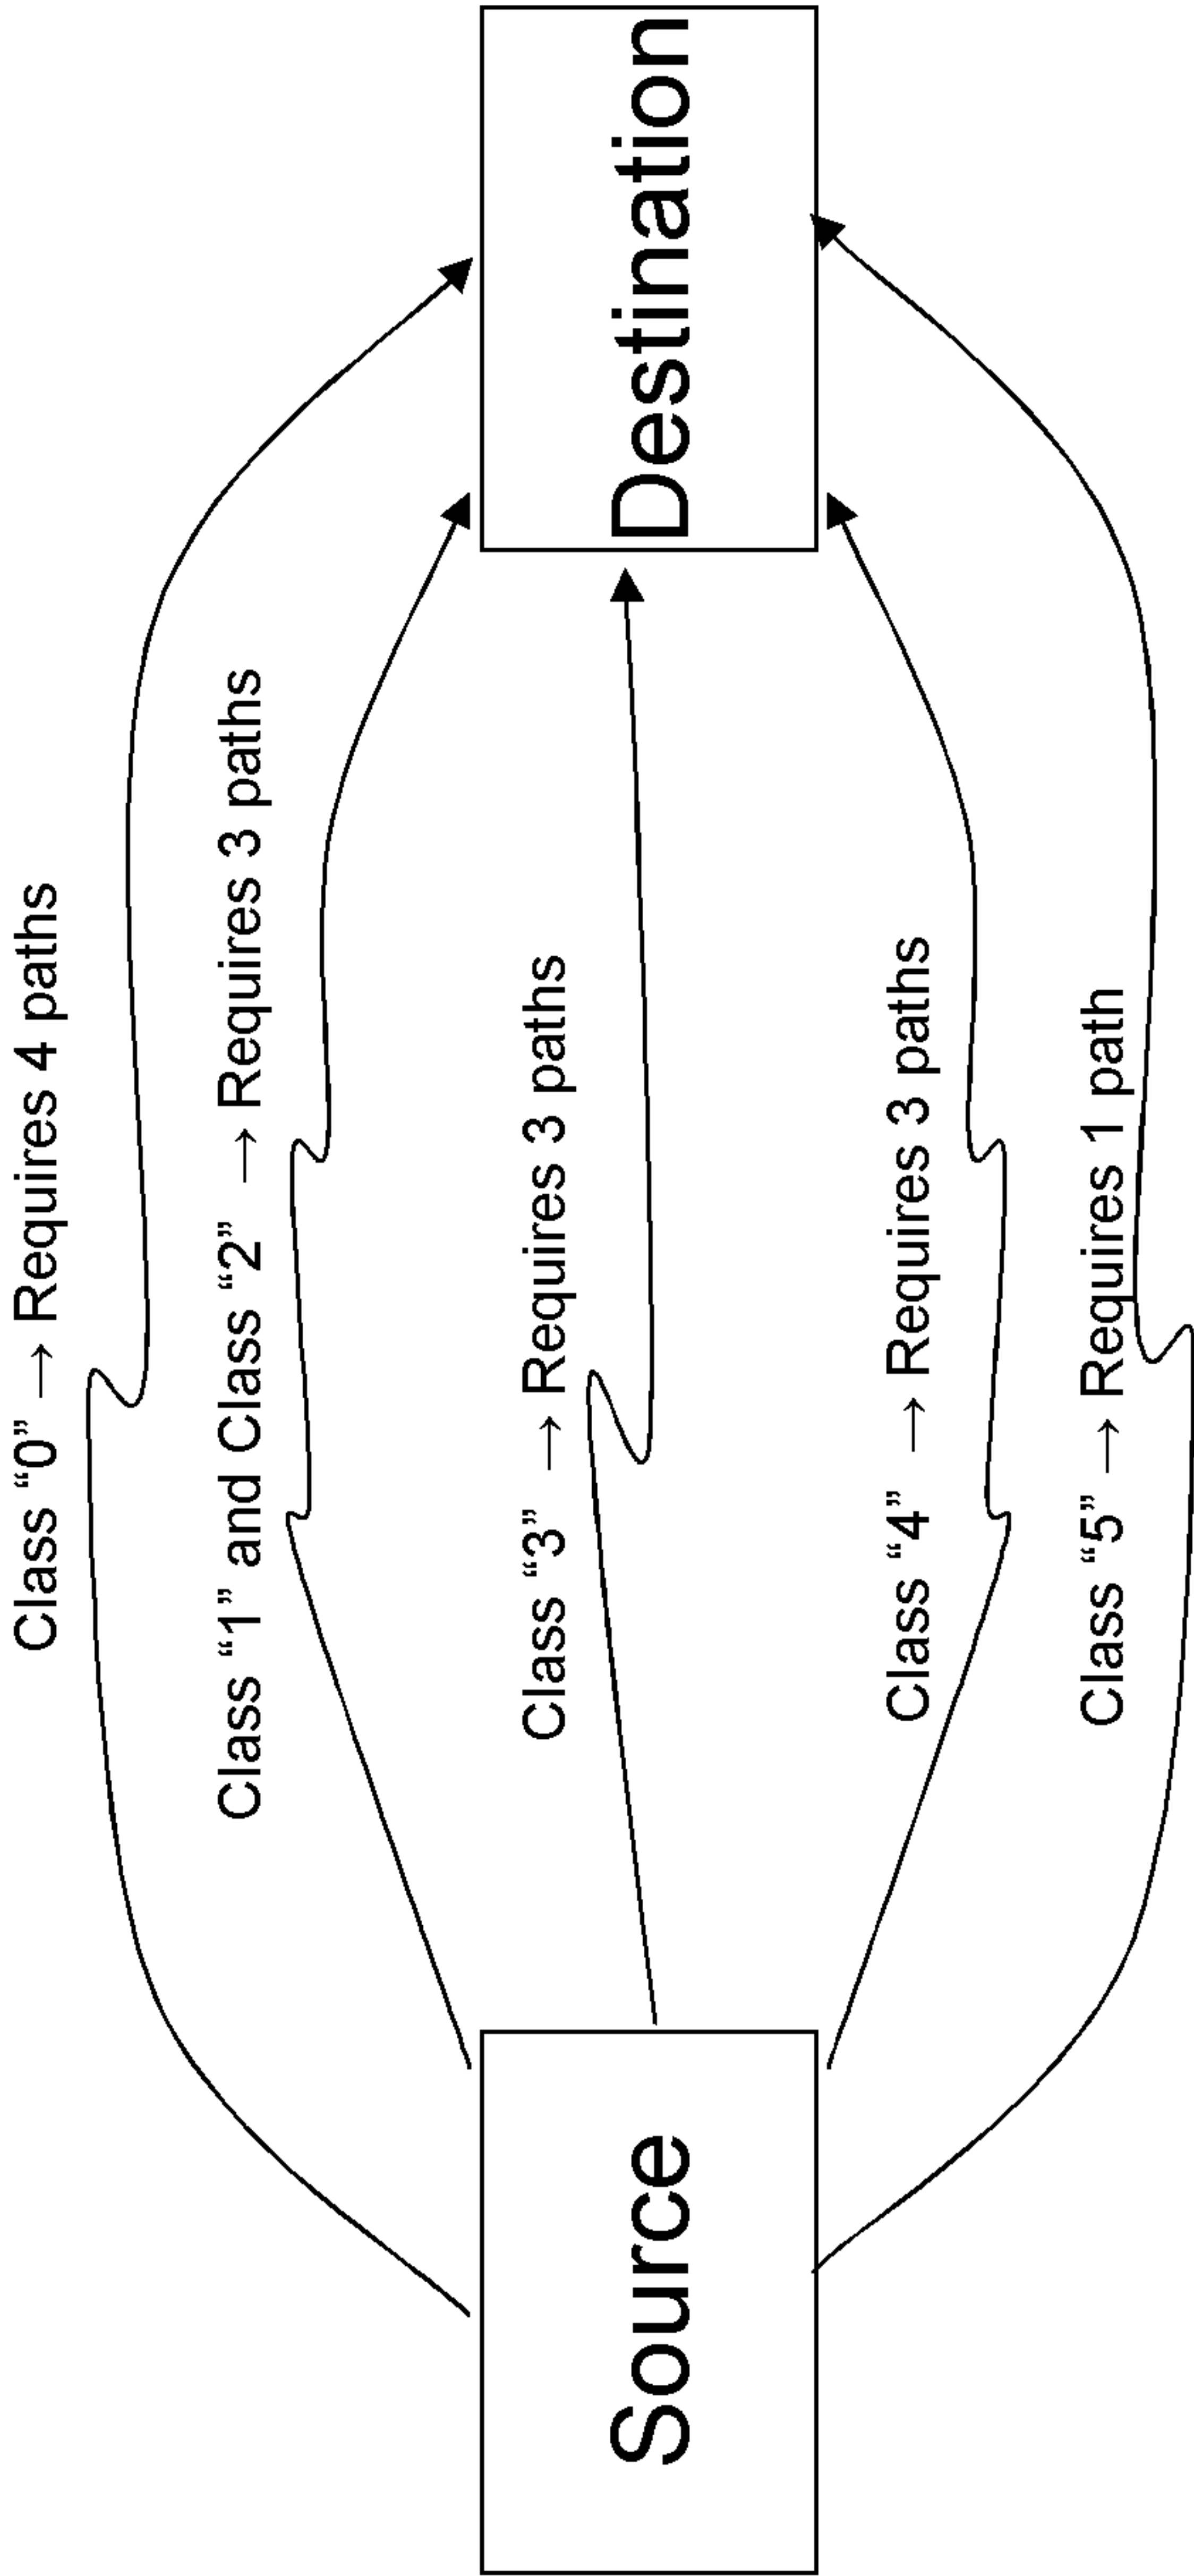 Class “0” → Requires 4 paths
Class “1” and Class “2” → Requires 3 paths
Class “3” → Requires 3 paths
Source
Destination
Class “4” → Requires 3 paths
Class “5” → Requires 1 path